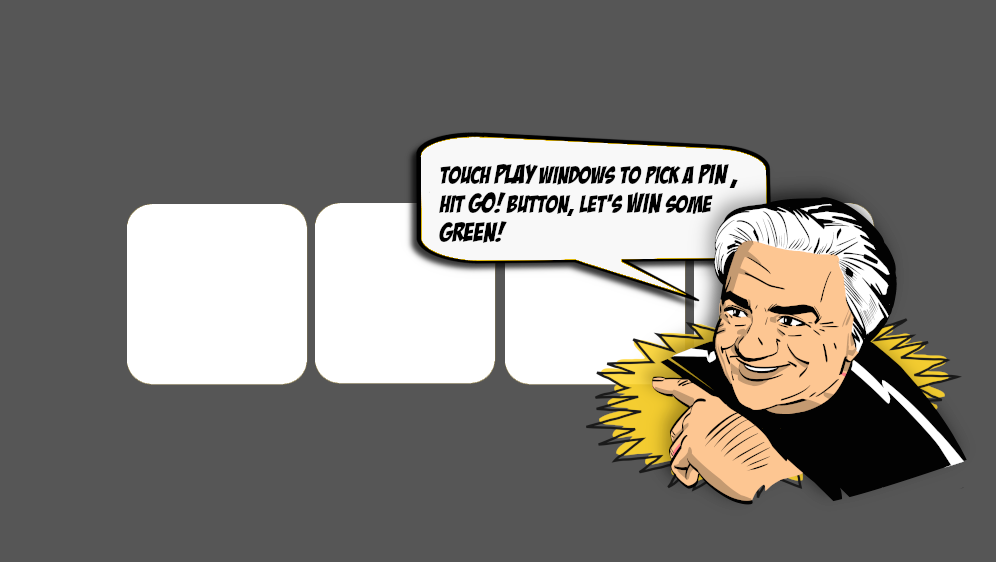 TOUCH PLAY WINDOWS TO PICK A PIN ,
HIT GO! BUTTON, LET'S WIN SOME
GREEN!